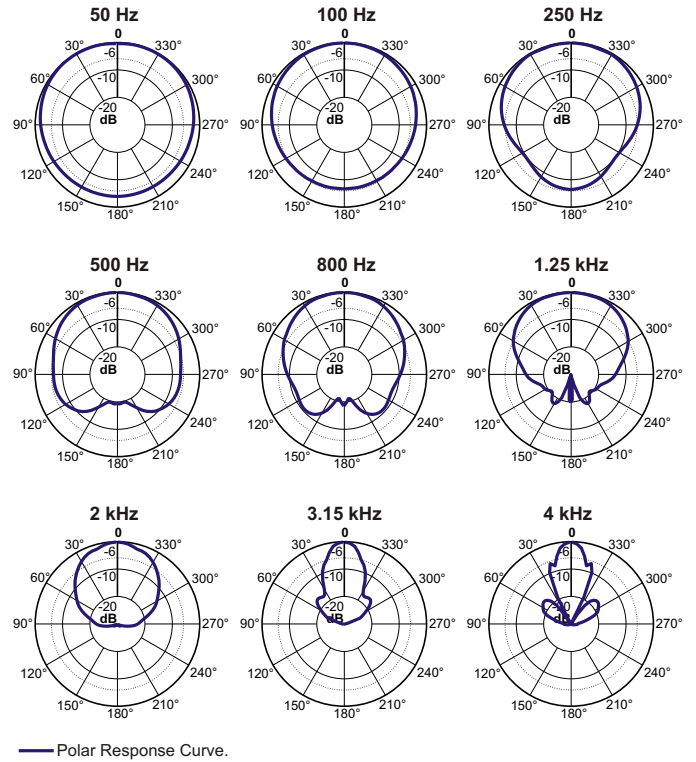 50 Hz 100 Hz 250 Hz
0 0 0
30° -6 330° 30° -6 330° 30° -6 330°
60° -10 300° 60° -10 300° 60° -10 300°
-20 -20 -20
90° dB 270° 90° dB 270° 90° dB 270°
120° 240° 120° 240° 120° 240°
150° 180° 210° 150° 180° 210° 150° 180° 210°
500 Hz 800 Hz 1.25 kHz
0 0 0
30° -6 330° 30° -6 330° 30° -6 330°
60° -10 300° 60° -10 300° 60° -10 300°
-20 -20 -20
90° dB 270° 90° dB 270° 90° dB 270°
120° 240° 120° 240° 120° 240°
150° 180° 210° 150° 180° 210° 150° 180° 210°
2 kHz 3.15 kHz 4 kHz
0 0 0
30° -6 330° 30° -6 330° 30° -6 330°
60° -10 300° 60° -10 300° 60° -10 300°
-20 -20 -20
90° dB 270° 90° dB 270° 90° dB 270°
120° 240° 120° 240° 120° 240°
150° 180° 210° 150° 180° 210° 150° 180° 210°
Polar Response Curve.